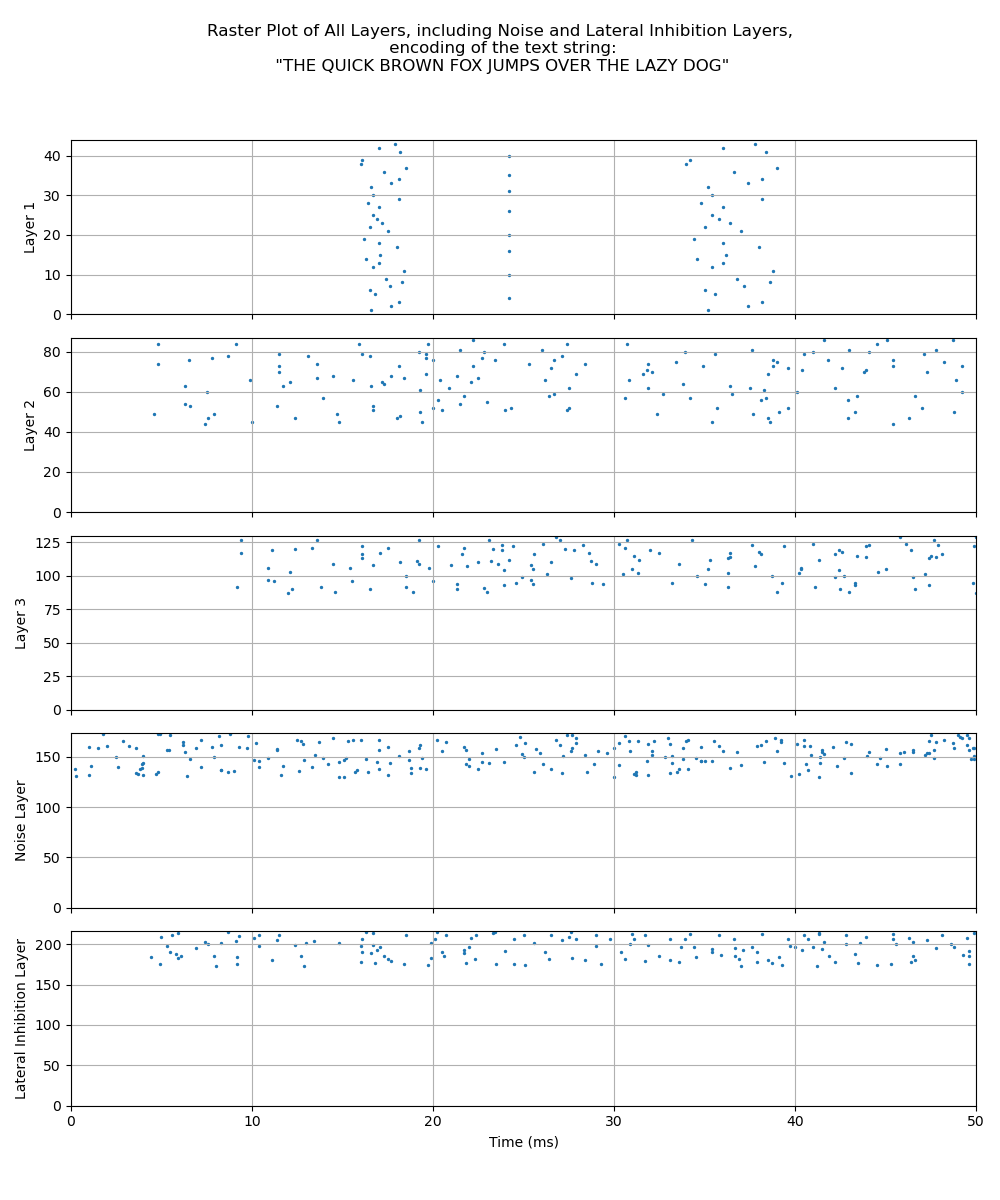 Raster Plot of All Layers, including Noise and Lateral Inhibition Layers,
encoding of the text string:
"THE QUICK BROWN FOX JUMPS OVER THE LAZY DOG"
40
30
20
10
0
Layer 1
80
60
40
20
0
Layer 2
125
100
75
50
25
0
Layer 3
150
100
50
0
Noise Layer
200
150
100
50
0
Lateral Inhibition Layer
0 10 20 30 40 50
Time (ms)